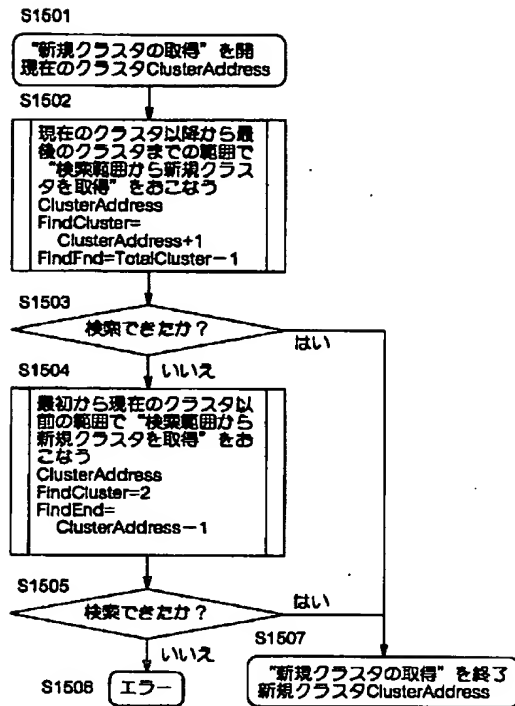 S1501
"新規クラスタの取得"を開
現在のクラスタClusterAddress
S1502
現在のクラスタ以降から最
後のクラスタまでの範囲で
"検索範囲から新規クラス
タを取得"をおこなう
ClusterAddress
FindCluster=
ClusterAddress+1
FindFnd=TotalCluster－1
S1503
検索できたか？
はい
いいえ
S1504
最初から現在のクラスタ以
前の範囲で"検索範囲から
新規クラスタを取得"をお
こなう
ClusterAddress
FindCluster=2
FindEnd=
ClusterAddress－1
S1505
検索できたか？
はい
いいえ
S1507
"新規クラスタの取得"を終了
新規クラスタClusterAddress
S1506
エラー